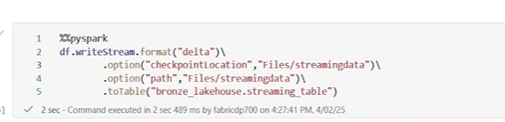 1 %%pyspark
2 df.writeStream.format("delta")\
3 .option("checkpointLocation","Files/streamingdata")\
4 .option("path","Files/streamingdata")\
5 .toTable("bronze_lakehouse.streaming_table")
✓ 2 sec - Command executed in 2 sec 489 ms by fabricdp700 on 4:27:41 PM, 4/02/25